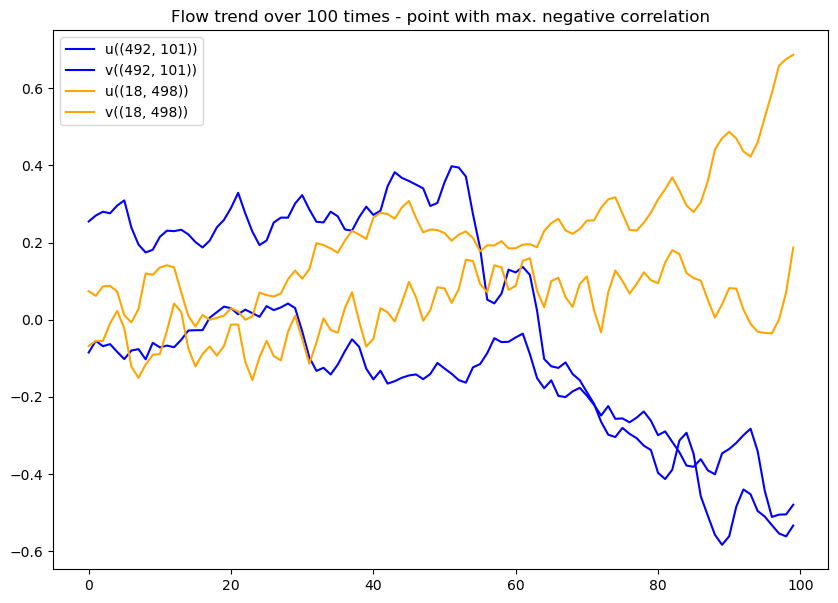 Flow trend over 100 times - point with max. negative correlation
u((492, 101))
v((492, 101))
u((18, 498))
v((18, 498))
0.6
0.4
0.2
0.0
−0.2
−0.4
−0.6
0 20 40 60 80 100